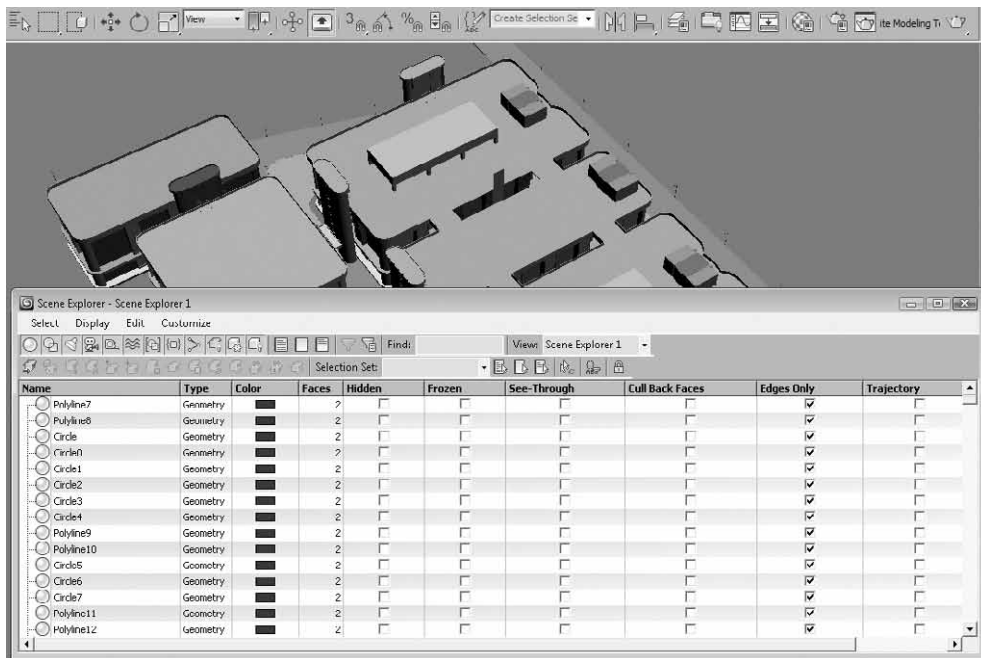 View 3 Create Selection Se ite Modeling T
Scene Explorer - Scene Explorer 1
Select Display Edit Customize
Find: View: Scene Explorer 1
Selection Set:
Name Type Color Faces Hidden Frozen See-Through Cull Back Faces Edges Only Trajectory
Polyline7 Geometry 2
Polyline8 Geometry 2
Circle Geometry 2
Circle0 Geometry 2
Circle1 Geometry 2
Circle2 Geometry 2
Circle3 Geometry 2
Circle4 Geometry 2
Polyline9 Geometry 2
Polyline10 Geometry 2
Circle5 Geometry 2
Circle6 Geometry 2
Circle7 Geometry 2
Polyline11 Geometry 2
Polyline12 Geometry 2